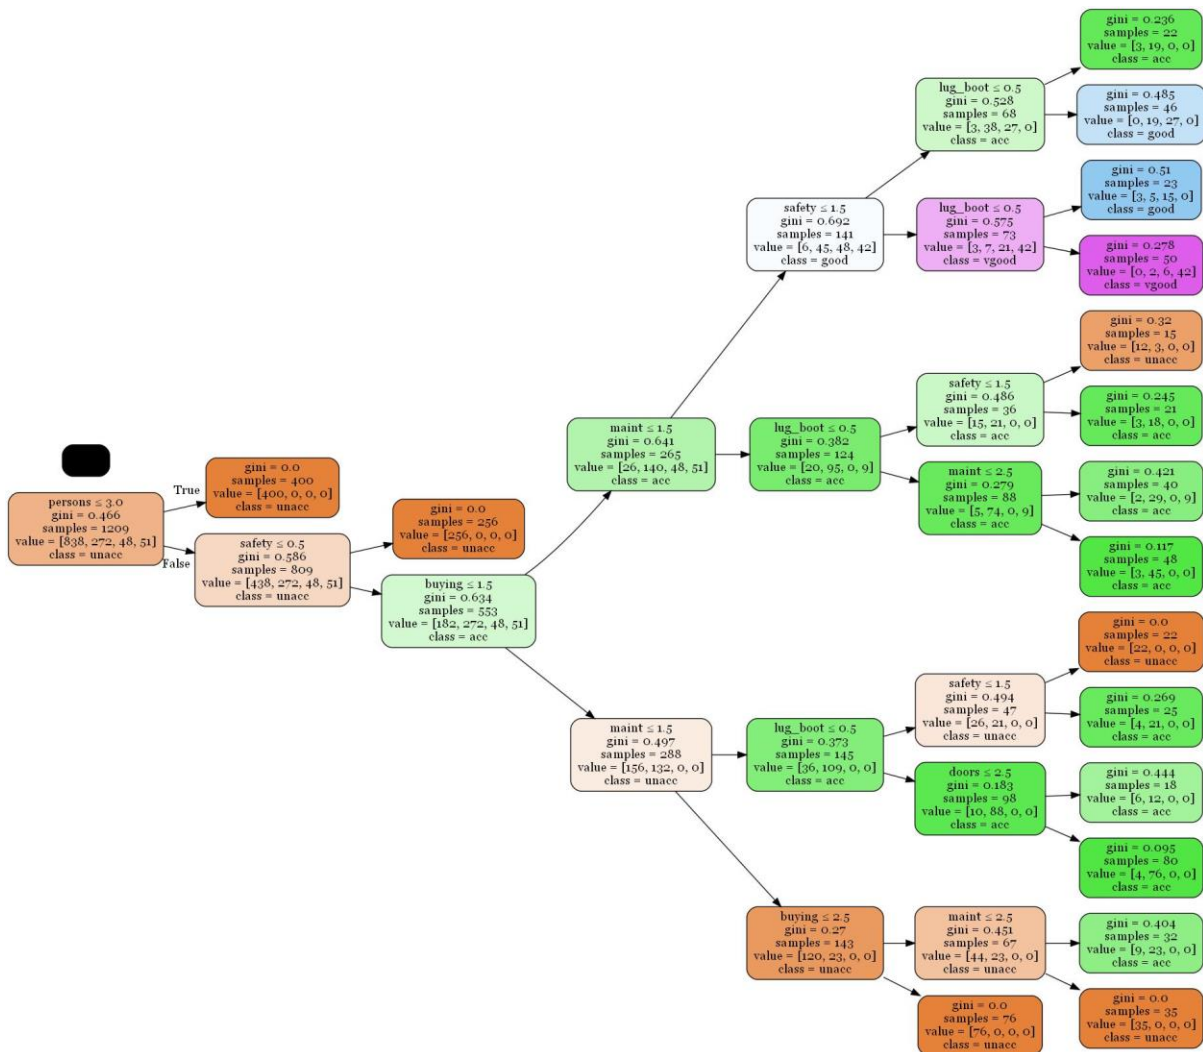 persons ≤ 3.0
gini = 0.466
samples = 1209
value = [838, 272, 48, 51]
class = unacc
True
False
gini = 0.0
samples = 400
value = [400, 0, 0, 0]
class = unacc
safety ≤ 0.5
gini = 0.586
samples = 809
value = [438, 272, 48, 51]
class = unacc
gini = 0.0
samples = 256
value = [256, 0, 0, 0]
class = unacc
buying ≤ 1.5
gini = 0.634
samples = 553
value = [182, 272, 48, 51]
class = acc
maint ≤ 1.5
gini = 0.641
samples = 265
value = [26, 140, 48, 51]
class = acc
maint ≤ 1.5
gini = 0.497
samples = 288
value = [156, 132, 0, 0]
class = unacc
safety ≤ 1.5
gini = 0.692
samples = 141
value = [6, 45, 48, 42]
class = good
lug_boot ≤ 0.5
gini = 0.382
samples = 124
value = [20, 95, 0, 9]
class = acc
lug_boot ≤ 0.5
gini = 0.373
samples = 145
value = [36, 109, 0, 0]
class = acc
buying ≤ 2.5
gini = 0.27
samples = 143
value = [120, 23, 0, 0]
class = unacc
lug_boot ≤ 0.5
gini = 0.528
samples = 68
value = [3, 38, 27, 0]
class = acc
lug_boot ≤ 0.5
gini = 0.575
samples = 73
value = [3, 7, 21, 42]
class = vgood
safety ≤ 1.5
gini = 0.486
samples = 36
value = [15, 21, 0, 0]
class = acc
maint ≤ 2.5
gini = 0.279
samples = 88
value = [5, 74, 0, 9]
class = acc
safety ≤ 1.5
gini = 0.494
samples = 47
value = [26, 21, 0, 0]
class = unacc
doors ≤ 2.5
gini = 0.183
samples = 98
value = [10, 88, 0, 0]
class = acc
maint ≤ 2.5
gini = 0.451
samples = 67
value = [44, 23, 0, 0]
class = unacc
gini = 0.0
samples = 76
value = [76, 0, 0, 0]
class = unacc
gini = 0.236
samples = 22
value = [3, 19, 0, 0]
class = acc
gini = 0.485
samples = 46
value = [0, 19, 27, 0]
class = good
gini = 0.51
samples = 23
value = [3, 5, 15, 0]
class = good
gini = 0.278
samples = 50
value = [0, 2, 6, 42]
class = vgood
gini = 0.32
samples = 15
value = [12, 3, 0, 0]
class = unacc
gini = 0.245
samples = 21
value = [3, 18, 0, 0]
class = acc
gini = 0.421
samples = 40
value = [2, 29, 0, 9]
class = acc
gini = 0.117
samples = 48
value = [3, 45, 0, 0]
class = acc
gini = 0.0
samples = 22
value = [22, 0, 0, 0]
class = unacc
gini = 0.269
samples = 25
value = [4, 21, 0, 0]
class = acc
gini = 0.444
samples = 18
value = [6, 12, 0, 0]
class = acc
gini = 0.095
samples = 80
value = [4, 76, 0, 0]
class = acc
gini = 0.404
samples = 32
value = [9, 23, 0, 0]
class = acc
gini = 0.0
samples = 35
value = [35, 0, 0, 0]
class = unacc